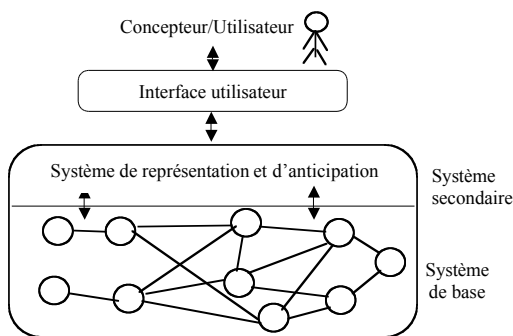 Concepteur/Utilisateur
Interface utilisateur
Système de représentation et d'anticipation
Système
secondaire
Système
de base